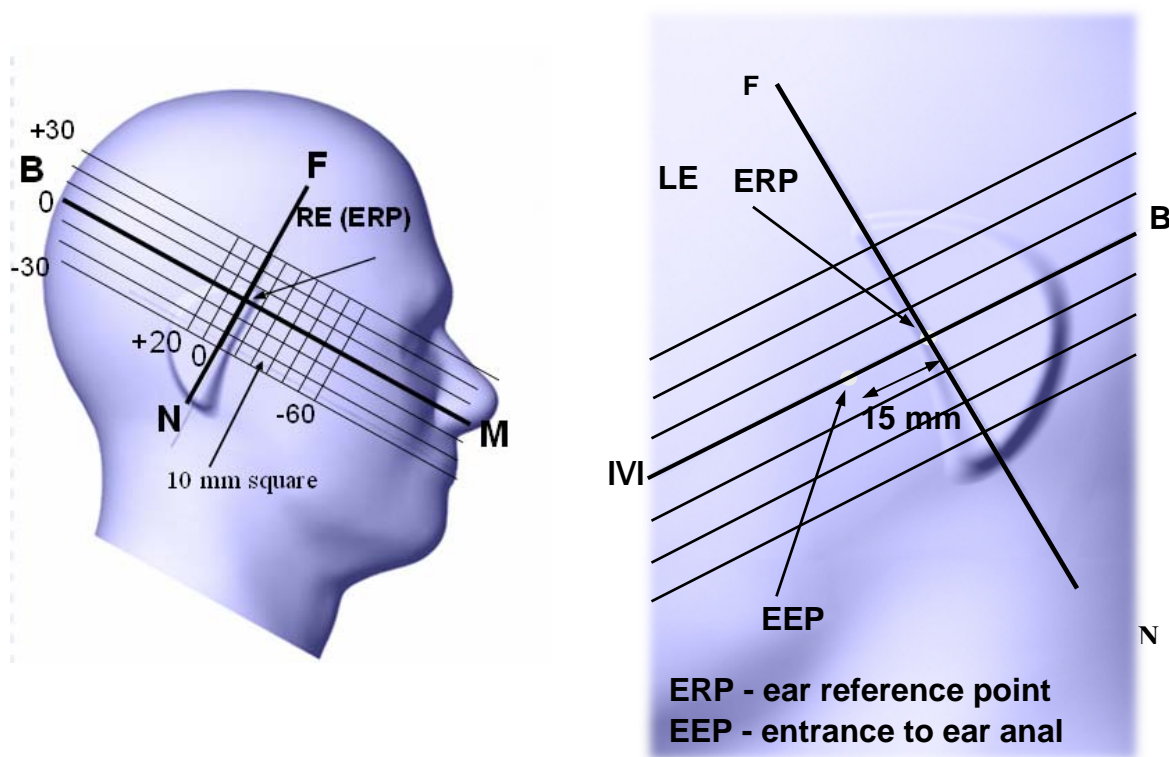 +30
B
F
0
RE (ERP)
-30
+20
0
N
-60
M
10 mm square
F
LE ERP
B
15 mm
IVI
EEP
N
ERP - ear reference point
EEP - entrance to ear anal